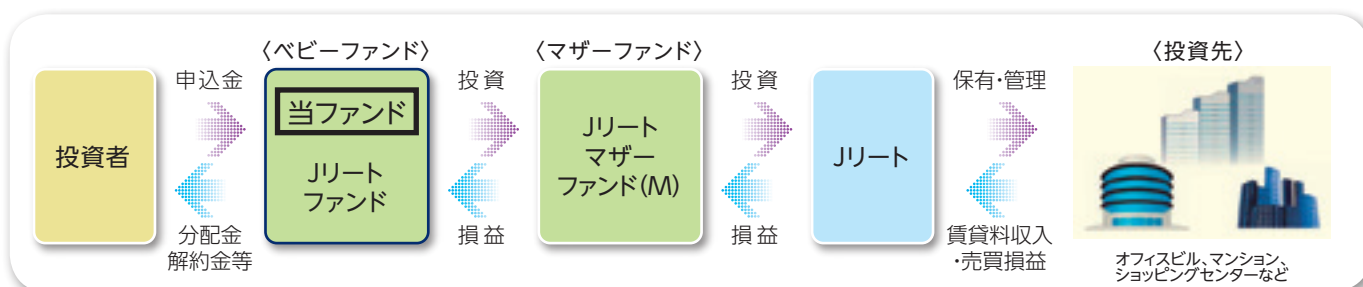 〈ベビーファンド〉
〈マザーファンド〉
〈投資先〉
投資者
申込金
分配金
解約金等
当ファンド
Jリート
ファンド
投資
損益
Jリート
マザー
ファンド(M)
投資
損益
Jリート
保有・管理
賃貸料収入
・売買損益
オフィスビル、マンション、
ショッピングセンターなど